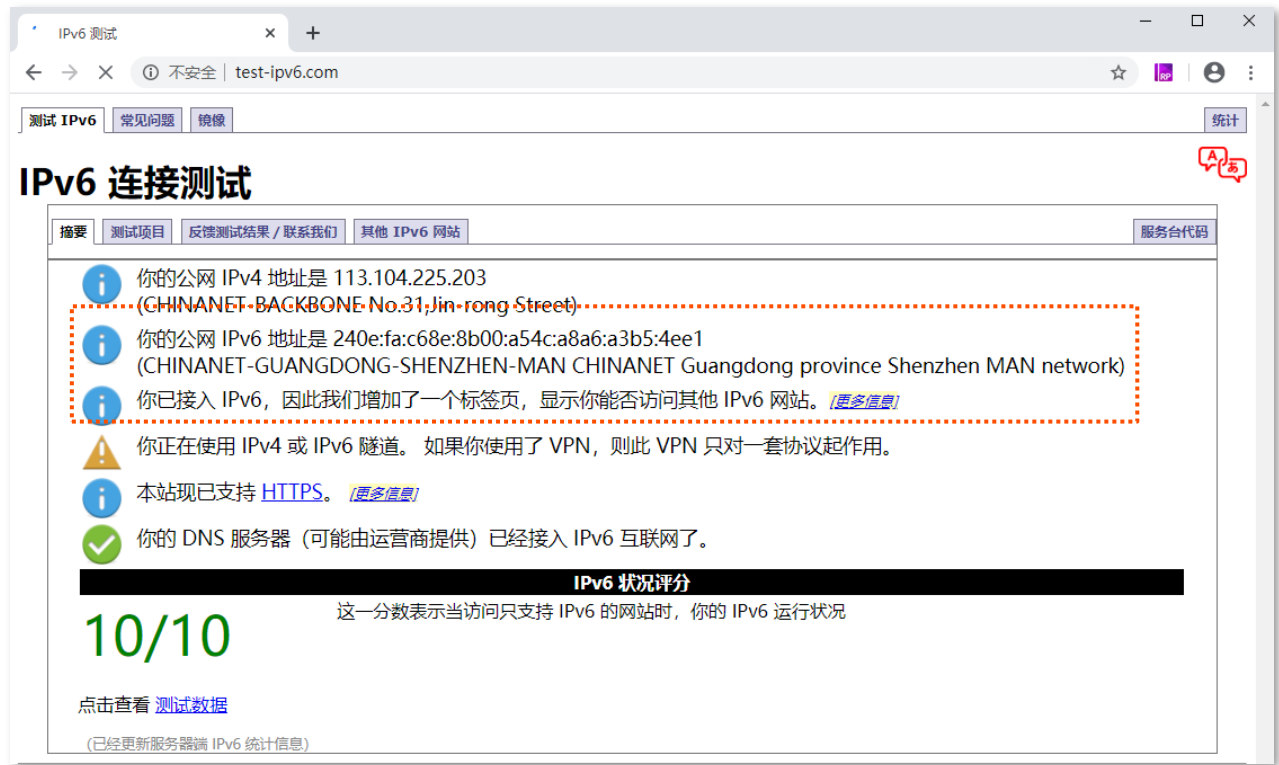 IPv6 测试
不安全 | test-ipv6.com
RP
测试 IPv6 常见问题 镜像 统计
A あ
IPv6 连接测试
摘要 测试项目 反馈测试结果 / 联系我们 其他 IPv6 网站 服务台代码
你的公网 IPv4 地址是 113.104.225.203
(CHINANET-BACKBONE No.31,Jin-rong Street)
你的公网 IPv6 地址是 240e:fa:c68e:8b00:a54c:a8a6:a3b5:4ee1
(CHINANET-GUANGDONG-SHENZHEN-MAN CHINANET Guangdong province Shenzhen MAN network)
你已接入 IPv6，因此我们增加了一个标签页，显示你能否访问其他 IPv6 网站。 [更多信息]
你正在使用 IPv4 或 IPv6 隧道。 如果你使用了 VPN，则此 VPN 只对一套协议起作用。
本站现已支持 HTTPS。 [更多信息]
你的 DNS 服务器（可能由运营商提供）已经接入 IPv6 互联网了。
IPv6 状况评分
10/10
这一分数表示当访问只支持 IPv6 的网站时，你的 IPv6 运行状况
点击查看 测试数据
(已经更新服务器端 IPv6 统计信息)